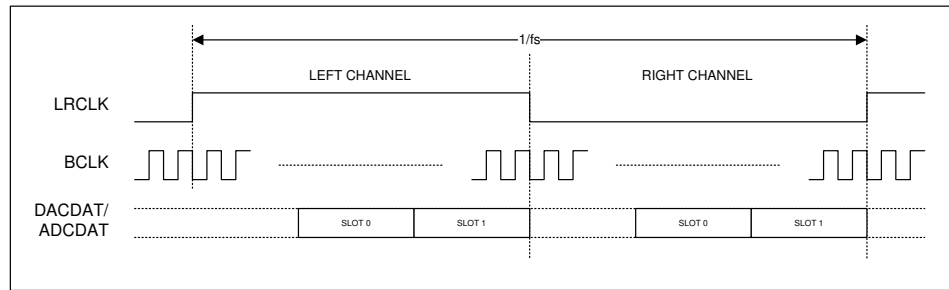 1/fs
LEFT CHANNEL RIGHT CHANNEL
LRCLK
BCLK
DACDAT/
ADCDAT
SLOT 0 SLOT 1 SLOT 0 SLOT 1